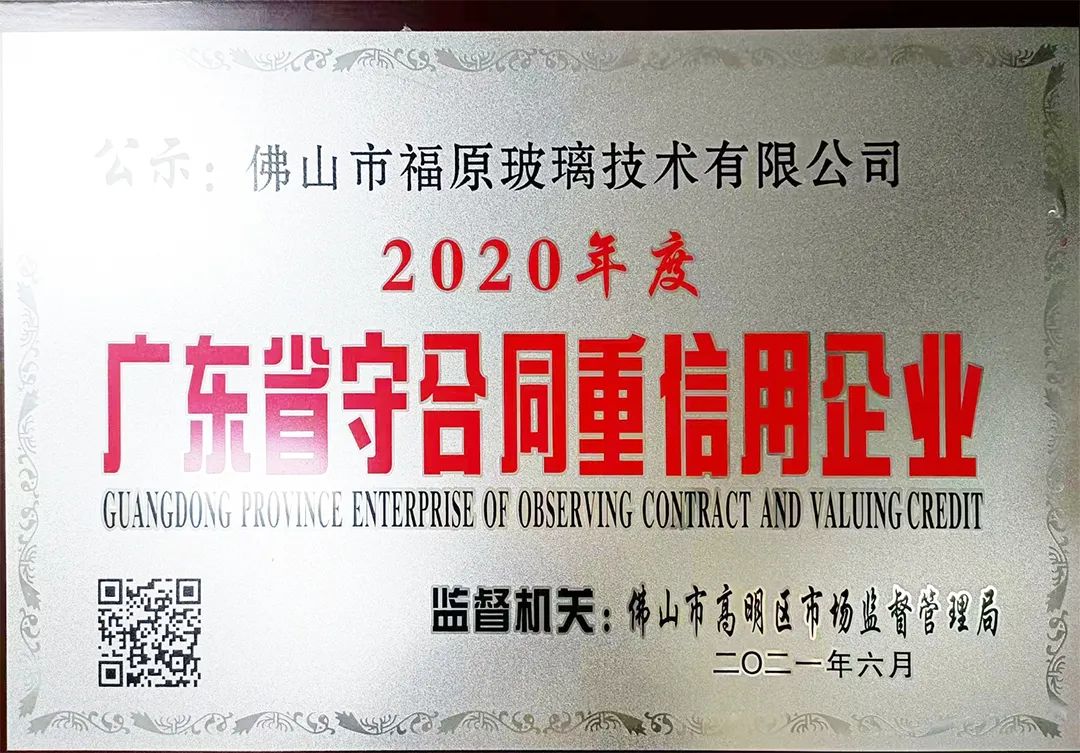 公示：佛山市福原玻璃技术有限公司
2020年度
广东省守合同重信用企业
GUANGDONG PROVINCE ENTERPRISE OF OBSERVING CONTRACT AND VALUING CREDIT
监督机关：佛山市高明区市场监督管理局
二〇二一年六月